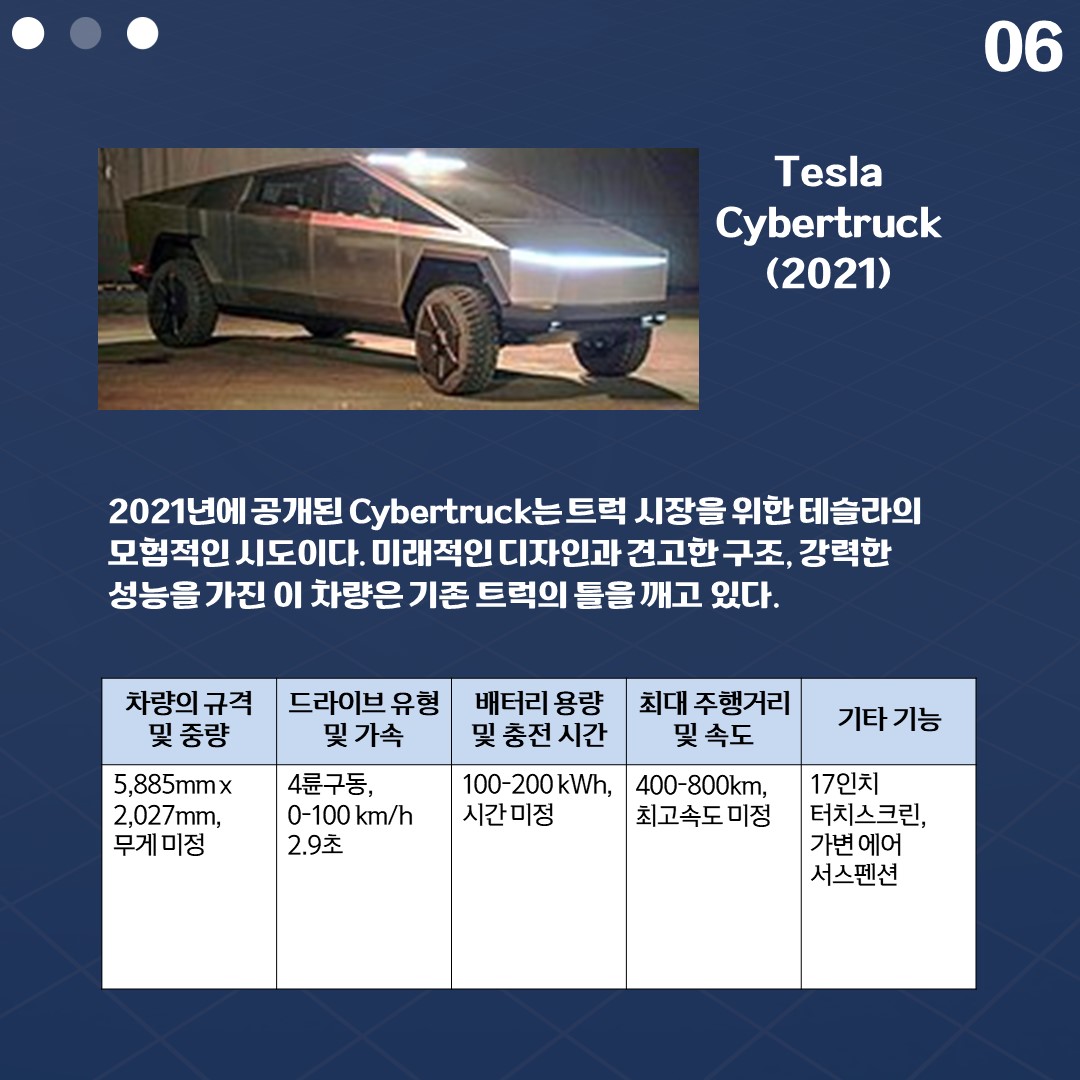 06
Tesla
Cybertruck
(2021)
2021년에 공개된 Cybertruck는 트럭 시장을 위한 테슬라의
모험적인 시도이다. 미래적인 디자인과 견고한 구조, 강력한
성능을 가진 이 차량은 기존 트럭의 틀을 깨고 있다.
차량의 규격
및 중량
드라이브 유형
및 가속
배터리 용량
및 충전 시간
최대 주행거리
및 속도
기타 기능
5,885mm x
2,027mm,
무게 미정
4륜구동,
0-100 km/h
2.9초
100-200 kWh,
시간 미정
400-800km,
최고속도 미정
17인치
터치스크린,
가변 에어
서스펜션